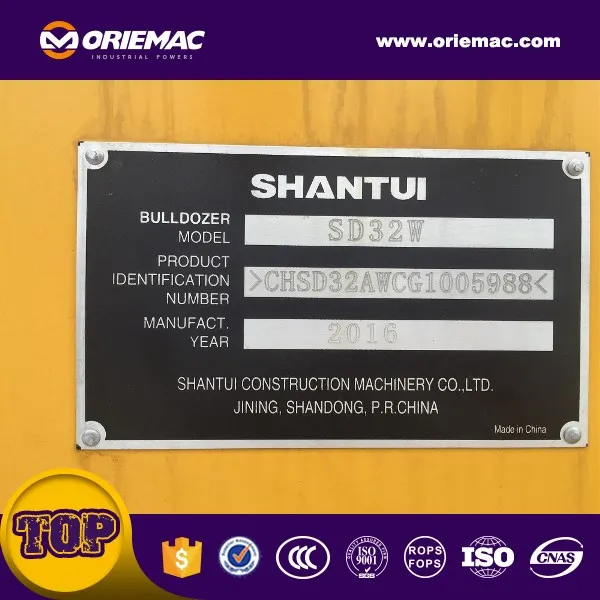 ORIEMAC
INDUSTRIAL POWERS
www.oriemac.com
SHANTUI
BULLDOZER
MODEL
SD32W
PRODUCT
IDENTIFICATION
NUMBER
>CHSD32AWCG1005988<
MANUFACT.
YEAR
2016
SHANTUI CONSTRUCTION MACHINERY CO.,LTD.
JINING, SHANDONG, P.R.CHINA
Made in China
TOP
$
CCC
ISO
9001
ROPS
FOPS
ISO
CNAS